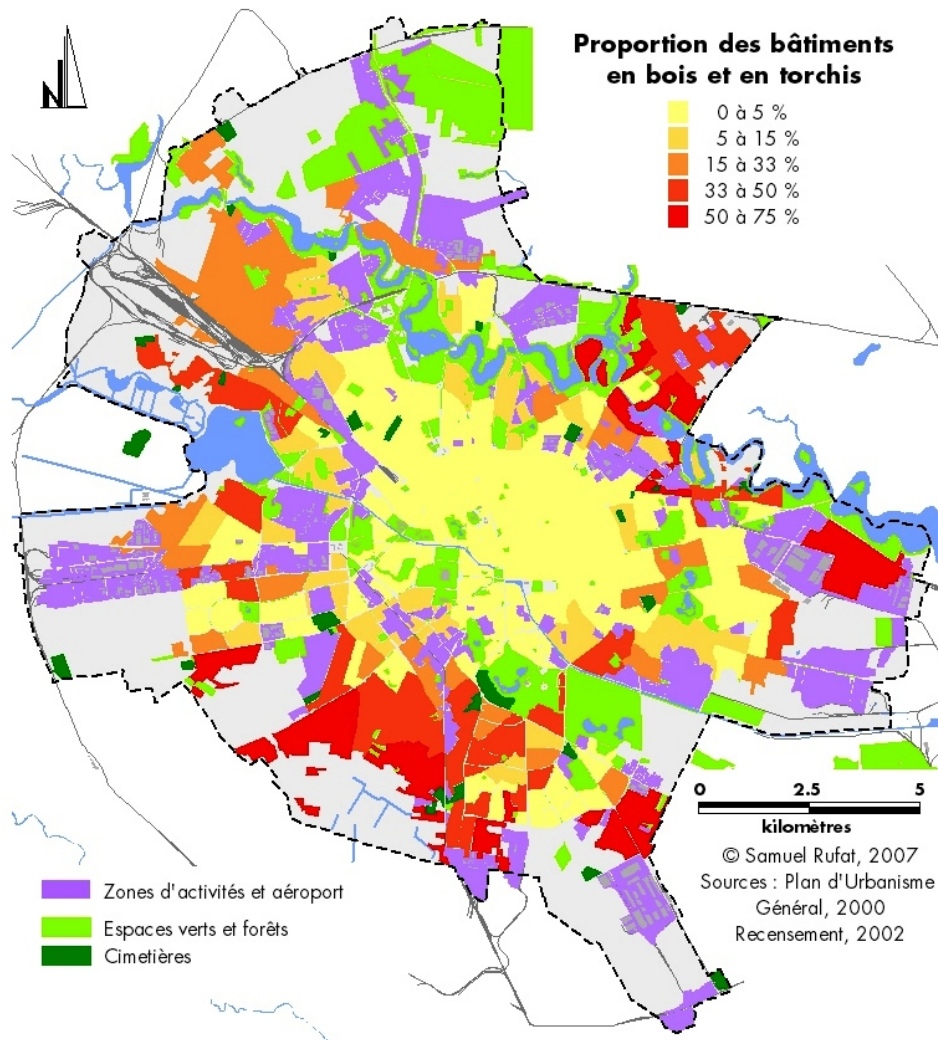 Proportion des bâtiments
en bois et en torchis
0 à 5 %
5 à 15 %
15 à 33 %
33 à 50 %
50 à 75 %
N
0 2.5 5
kilomètres
© Samuel Rufat, 2007
Sources : Plan d'Urbanisme
Général, 2000
Recensement, 2002
Zones d'activités et aéroport
Espaces verts et forêts
Cimetières